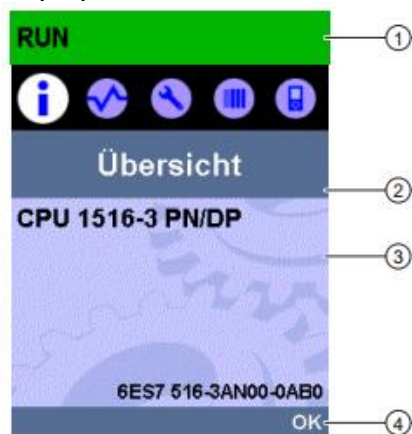 RUN
1
Übersicht
2
CPU 1516-3 PN/DP
3
6ES7 516-3AN00-0AB0
OK
4